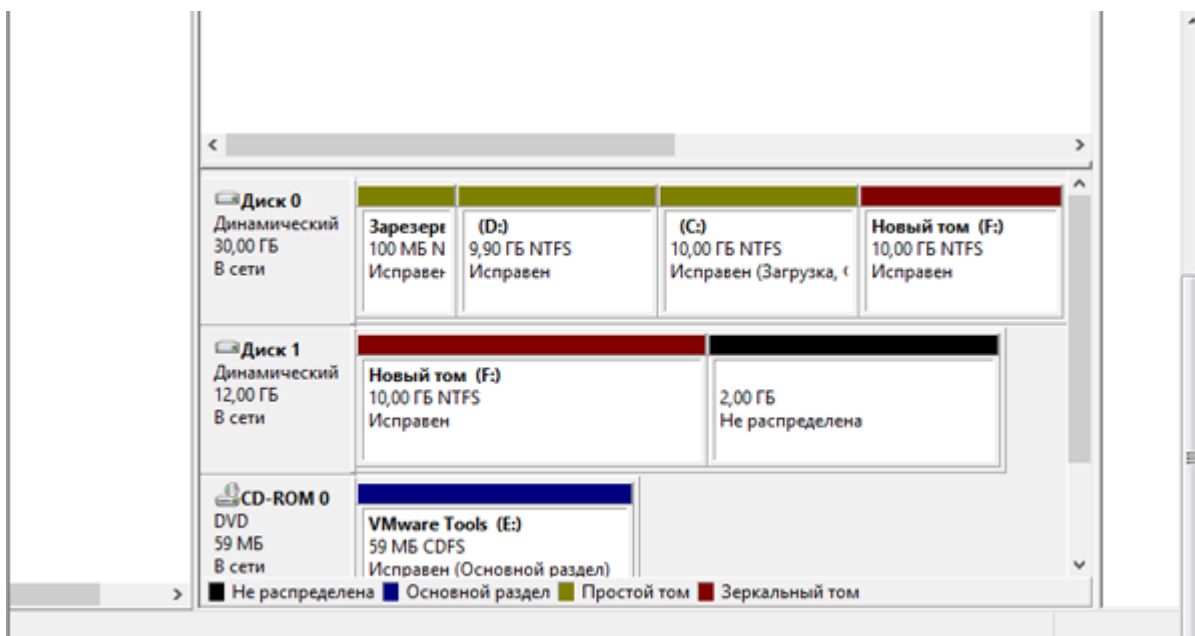 Диск 0
Динамический
30,00 ГБ
В сети
Зарезерв
100 МБ N
Исправен
(D:)
9,90 ГБ NTFS
Исправен
(C:)
10,00 ГБ NTFS
Исправен (Загрузка,
Новый том (F:)
10,00 ГБ NTFS
Исправен
Диск 1
Динамический
12,00 ГБ
В сети
Новый том (F:)
10,00 ГБ NTFS
Исправен
2,00 ГБ
Не распределена
CD-ROM 0
DVD
59 МБ
В сети
VMware Tools (E:)
59 МБ CDFS
Исправен (Основной раздел)
Не распределена Основной раздел Простой том Зеркальный том